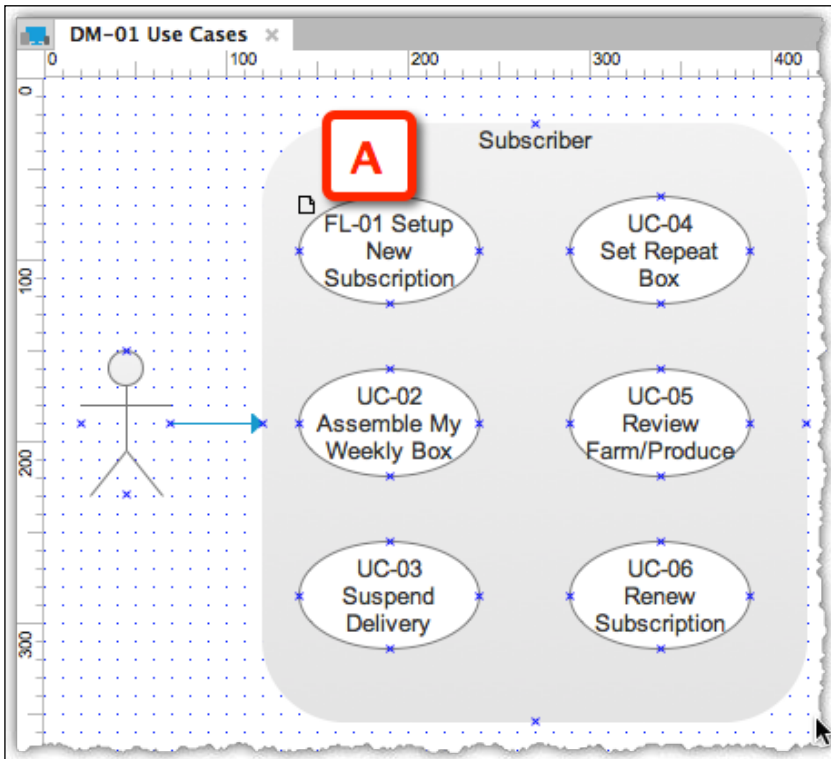 DM-01 Use Cases
0 100 200 300 400
0
100
200
300
A
Subscriber
FL-01 Setup
New
Subscription
UC-04
Set Repeat
Box
UC-02
Assemble My
Weekly Box
UC-05
Review
Farm/Produce
UC-03
Suspend
Delivery
UC-06
Renew
Subscription